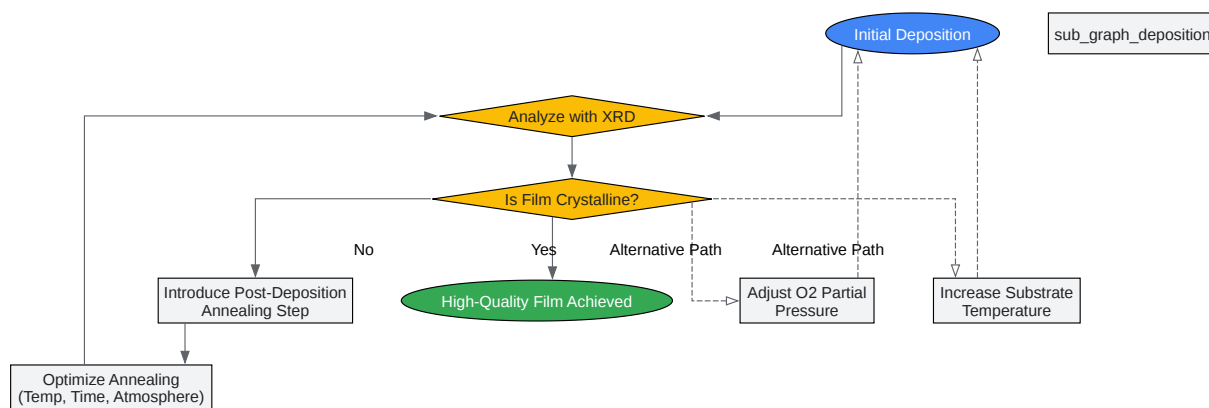 Initial Deposition
sub_graph_deposition
Analyze with XRD
Is Film Crystalline?
No
Yes
Alternative Path
Alternative Path
Introduce Post-Deposition
Annealing Step
High-Quality Film Achieved
Adjust O2 Partial
Pressure
Increase Substrate
Temperature
Optimize Annealing
(Temp, Time, Atmosphere)